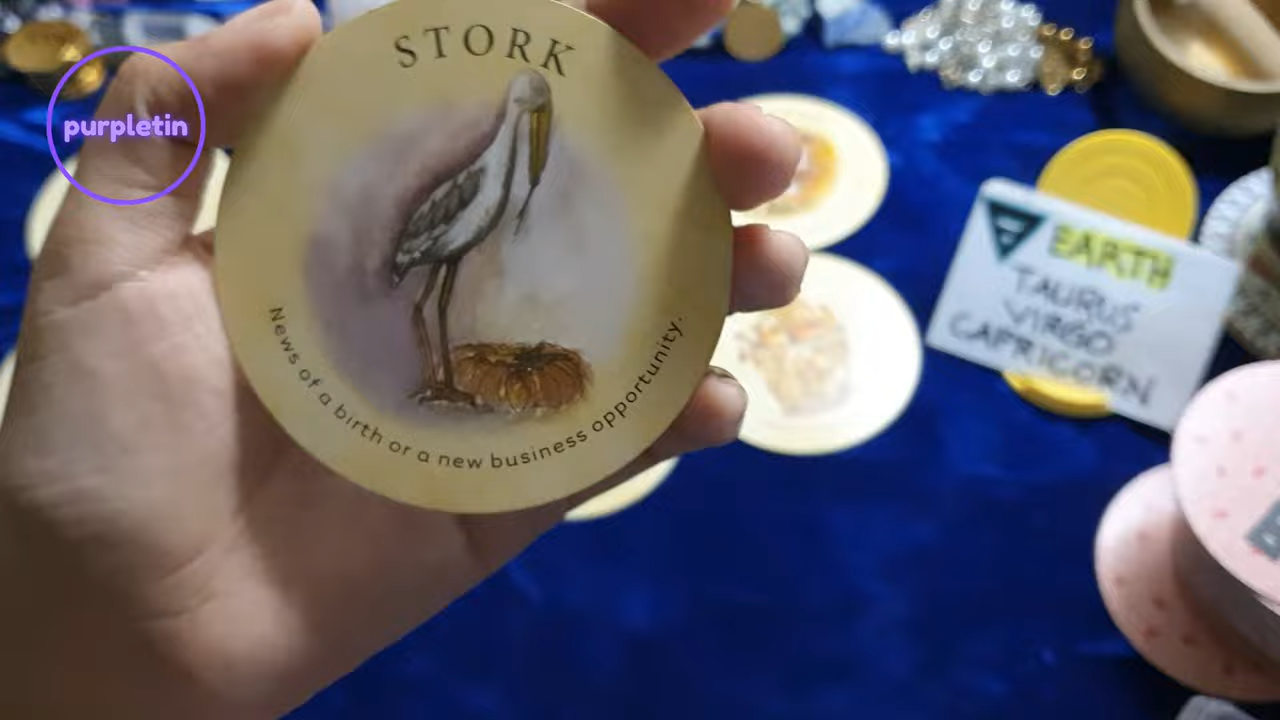 purpletin
STORK
News of a birth or a new business opportunity.
EARTH
TAURUS
VIRGO
CAPRICORN